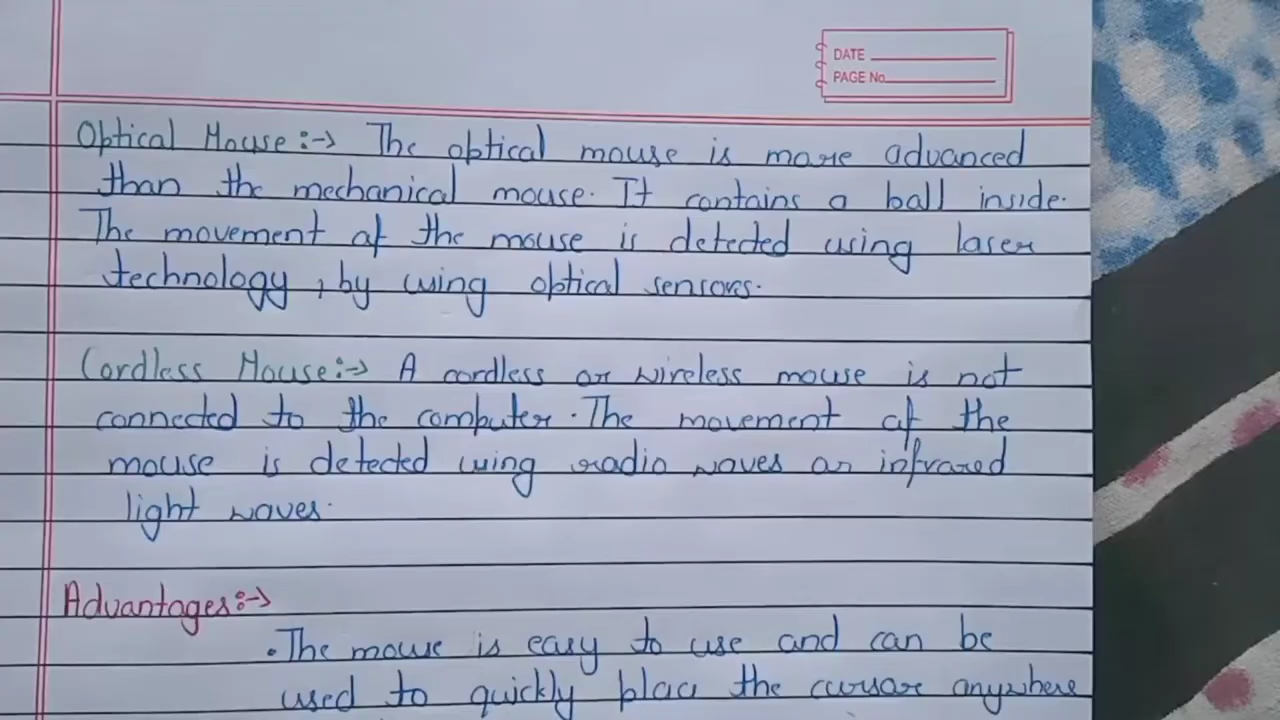 DATE
PAGE No.
Optical Mouse:-> The optical mouse is more advanced
than the mechanical mouse. It contains a ball inside.
The movement of the mouse is detected using laser
technology, by using optical sensors.
Cordless Mouse:-> A cordless or wireless mouse is not
connected to the computer. The movement of the
mouse is detected using radio waves or infrared
light waves.
Advantages:->
• The mouse is easy to use and can be
used to quickly place the cursor anywhere